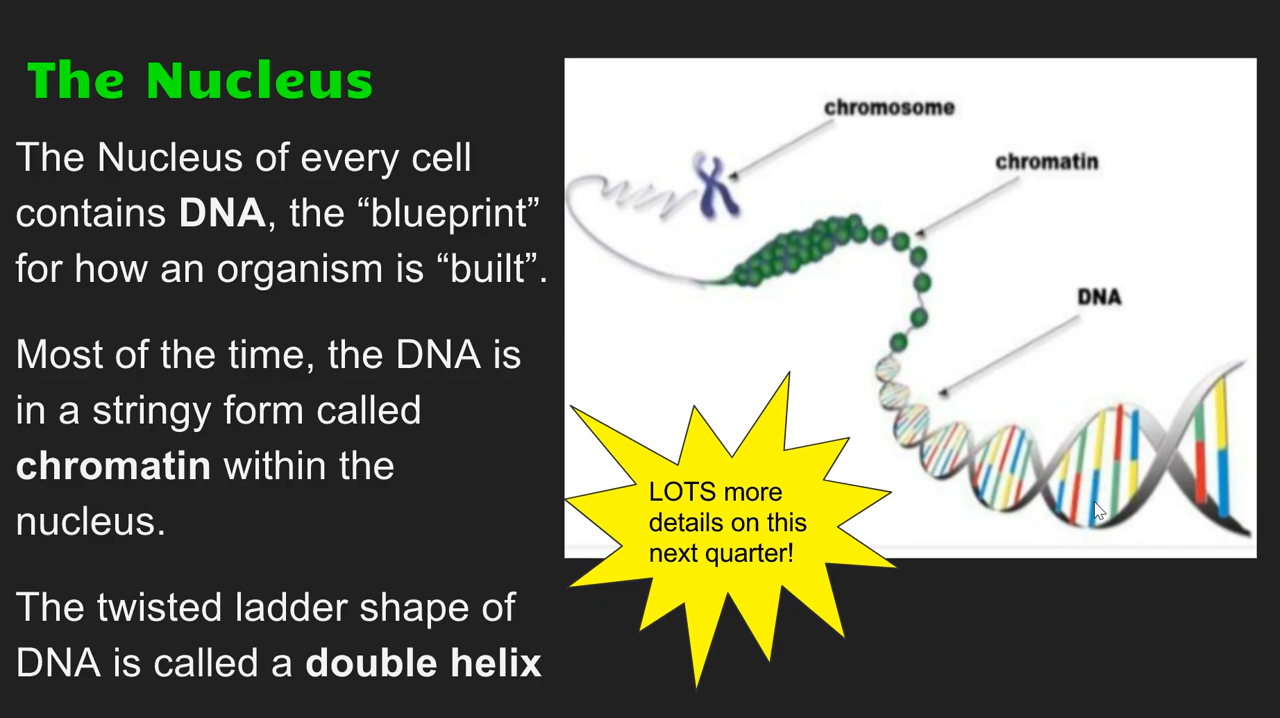 The Nucleus
The Nucleus of every cell
contains DNA, the “blueprint”
for how an organism is “built”.
Most of the time, the DNA is
in a stringy form called
chromatin within the
nucleus.
The twisted ladder shape of
DNA is called a double helix
chromosome
chromatin
DNA
LOTS more
details on this
next quarter!